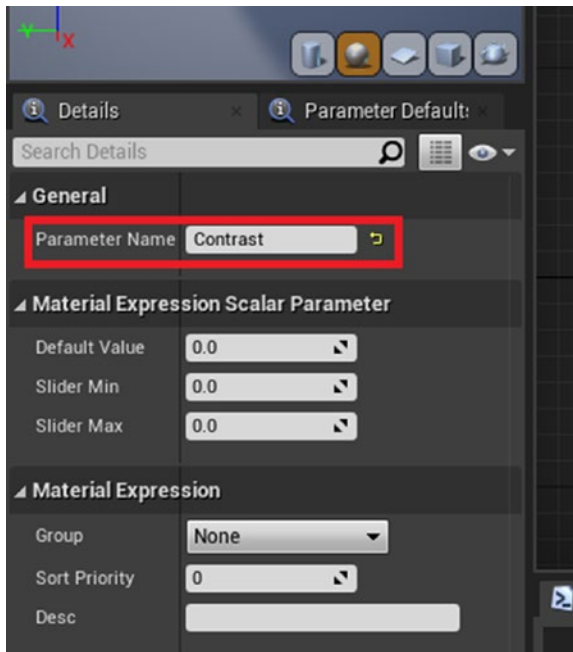 Y
X
Details
Parameter Default
Search Details
General
Parameter Name Contrast
Material Expression Scalar Parameter
Default Value 0.0
Slider Min 0.0
Slider Max 0.0
Material Expression
Group None
Sort Priority 0
Desc